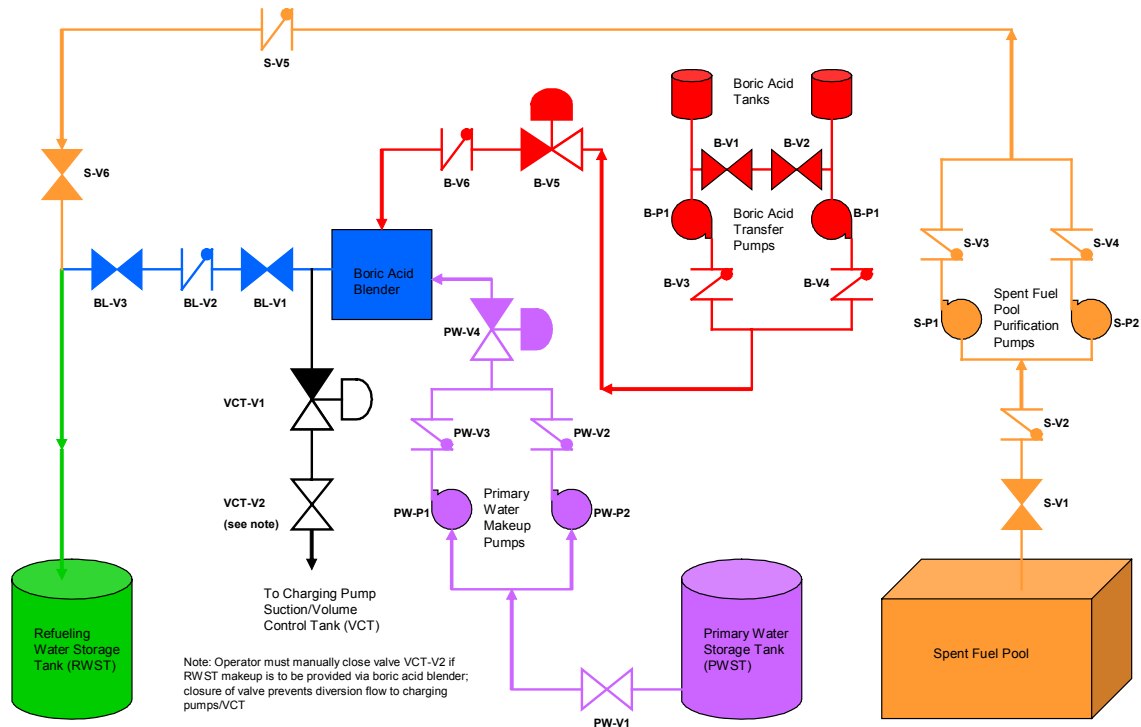 S-V5
Boric Acid
Tanks
S-V6
B-V6
B-V5
B-V1
B-V2
B-P1
Boric Acid
Transfer
Pumps
B-P1
S-V3
S-V4
BL-V3
BL-V2
BL-V1
Boric Acid
Blender
B-V3
B-V4
S-P1
Spent Fuel
Pool
Purification
Pumps
S-P2
PW-V4
VCT-V1
PW-V3
PW-V2
S-V2
VCT-V2
(see note)
PW-P1
Primary
Water
Makeup
Pumps
PW-P2
S-V1
To Charging Pump
Suction/Volume
Control Tank (VCT)
Refueling
Water Storage
Tank (RWST)
Primary Water
Storage Tank
(PWST)
Spent Fuel Pool
Note: Operator must manually close valve VCT-V2 if
RWST makeup is to be provided via boric acid blender;
closure of valve prevents diversion flow to charging
pumps/VCT
PW-V1